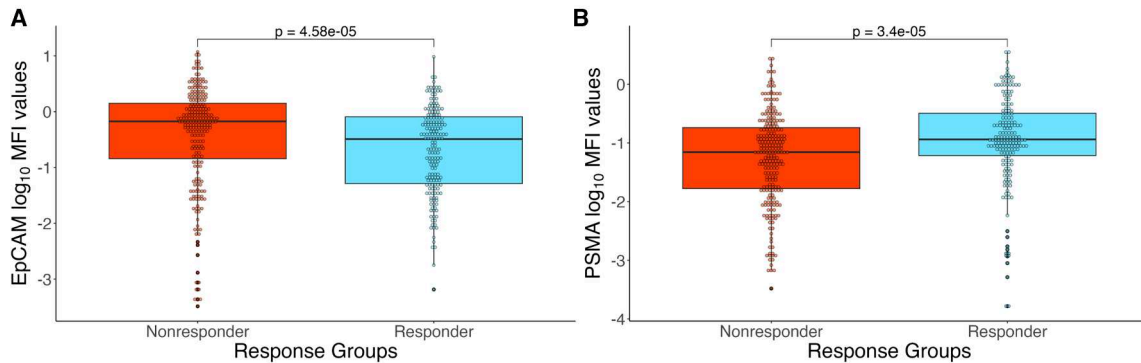 A
p = 4.58e-05
EpCAM log10 MFI values
1
0
-1
-2
-3
Nonresponder
Responder
Response Groups
B
p = 3.4e-05
PSMA log10 MFI values
0
-1
-2
-3
-4
Nonresponder
Responder
Response Groups